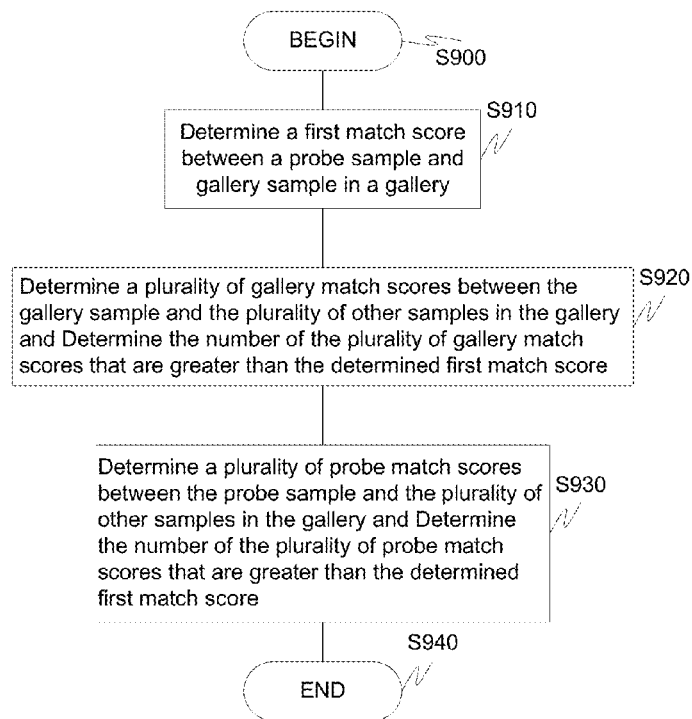 BEGIN
S900
S910
Determine a first match score
between a probe sample and
gallery sample in a gallery
S920
Determine a plurality of gallery match scores between the
gallery sample and the plurality of other samples in the gallery
and Determine the number of the plurality of gallery match
scores that are greater than the determined first match score
Determine a plurality of probe match scores
between the probe sample and the plurality of
other samples in the gallery and Determine
the number of the plurality of probe match
scores that are greater than the determined
first match score
S930
S940
END